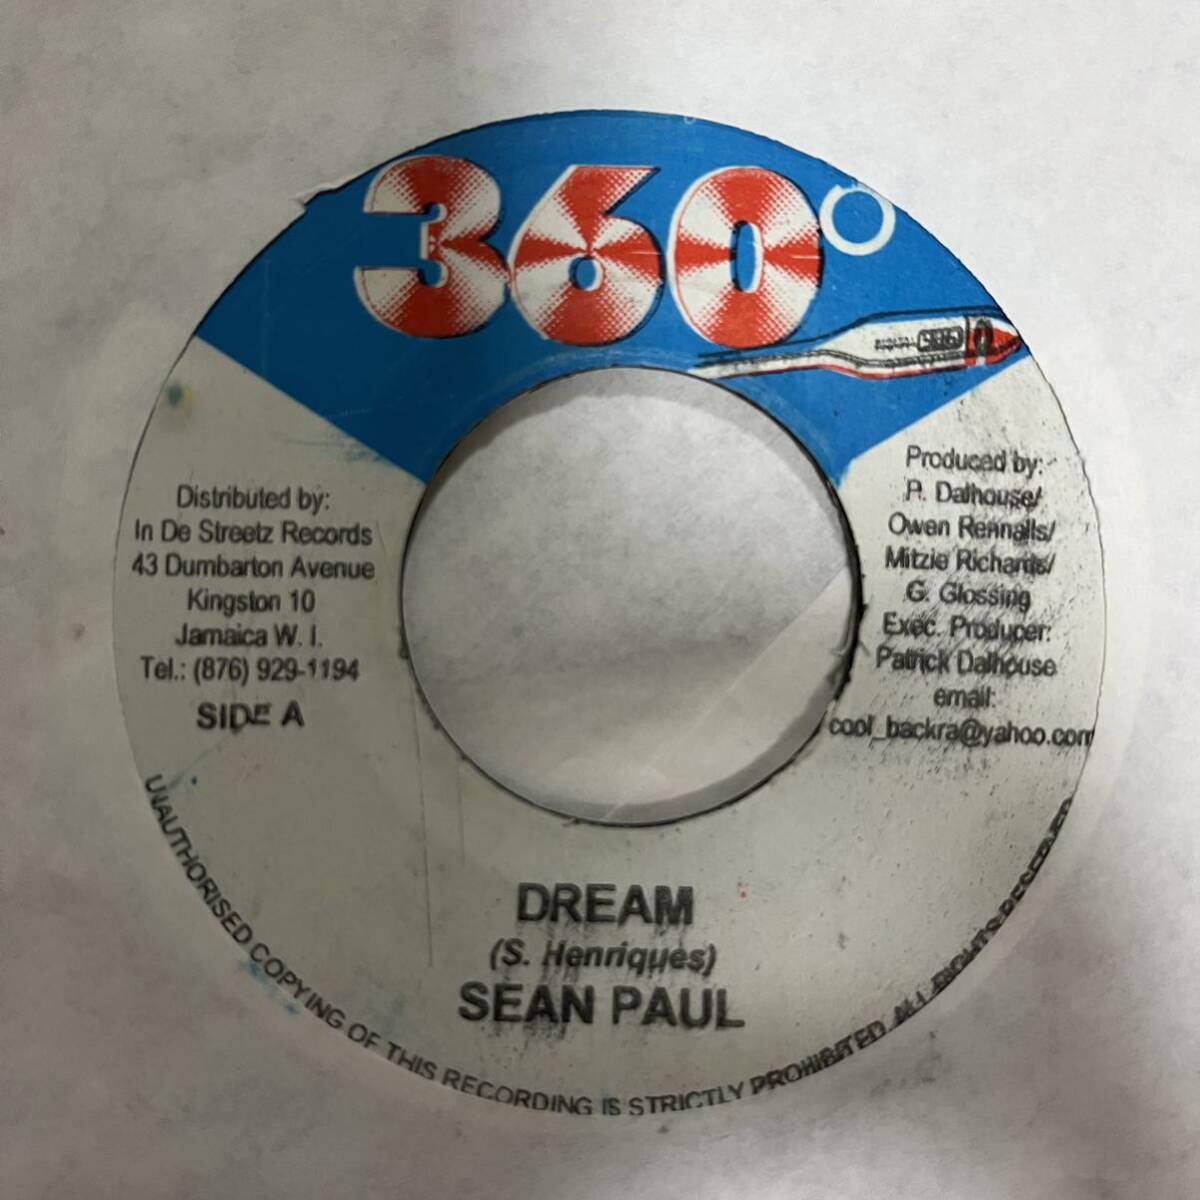 360°
Distributed by:
In De Streetz Records
43 Dumbarton Avenue
Kingston 10
Jamaica W. I.
Tel.: (876) 929-1194
SIDE A
Produced by:
P. Dalhouse/
Owen Rennalls/
Mitzie Richards/
G. Glossing
Exec. Producer:
Patrick Dalhouse
email:
cool_backra@yahoo.com
DREAM
(S. Henriques)
SEAN PAUL
UNAUTHORISED COPYING OF THIS RECORDING IS STRICTLY PROHIBITED ALL RIGHTS RESERVED